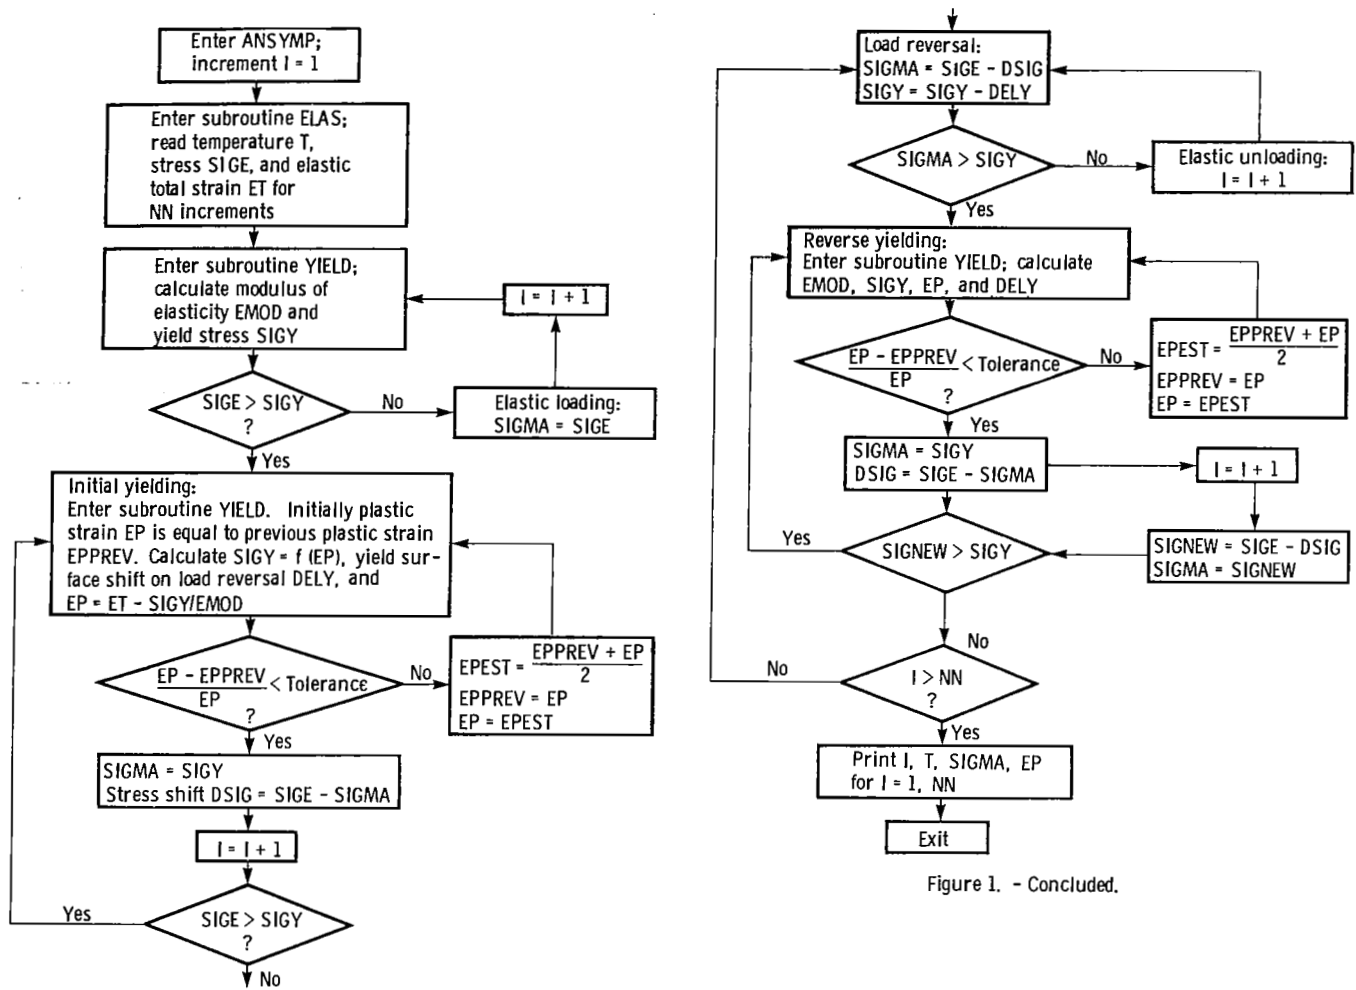 Enter ANSYMP;
increment I = 1
Enter subroutine ELAS;
read temperature T,
stress SIGE, and elastic
total strain ET for
NN increments
Enter subroutine YIELD;
calculate modulus of
elasticity EMOD and
yield stress SIGY
I = I + 1
SIGE > SIGY
?
No
Elastic loading:
SIGMA = SIGE
Yes
Initial yielding:
Enter subroutine YIELD. Initially plastic
strain EP is equal to previous plastic strain
EPPREV. Calculate SIGY = f (EP), yield sur-
face shift on load reversal DELY, and
EP = ET - SIGY/EMOD
EP - EPPREV
EP
< Tolerance
?
No
EPEST =
EPPREV + EP
2
EPPREV = EP
EP = EPEST
Yes
SIGMA = SIGY
Stress shift DSIG = SIGE - SIGMA
I = I + 1
Yes
SIGE > SIGY
?
No
Load reversal:
SIGMA = SIGE - DSIG
SIGY = SIGY - DELY
SIGMA > SIGY
No
Elastic unloading:
I = I + 1
Yes
Reverse yielding:
Enter subroutine YIELD; calculate
EMOD, SIGY, EP, and DELY
EP - EPPREV
EP
< Tolerance
?
No
EPEST =
EPPREV + EP
2
EPPREV = EP
EP = EPEST
Yes
SIGMA = SIGY
DSIG = SIGE - SIGMA
I = I + 1
Yes
SIGNEW > SIGY
SIGNEW = SIGE - DSIG
SIGMA = SIGNEW
No
No
I > NN
?
Yes
Print I, T, SIGMA, EP
for I = 1, NN
Exit
Figure 1. - Concluded.